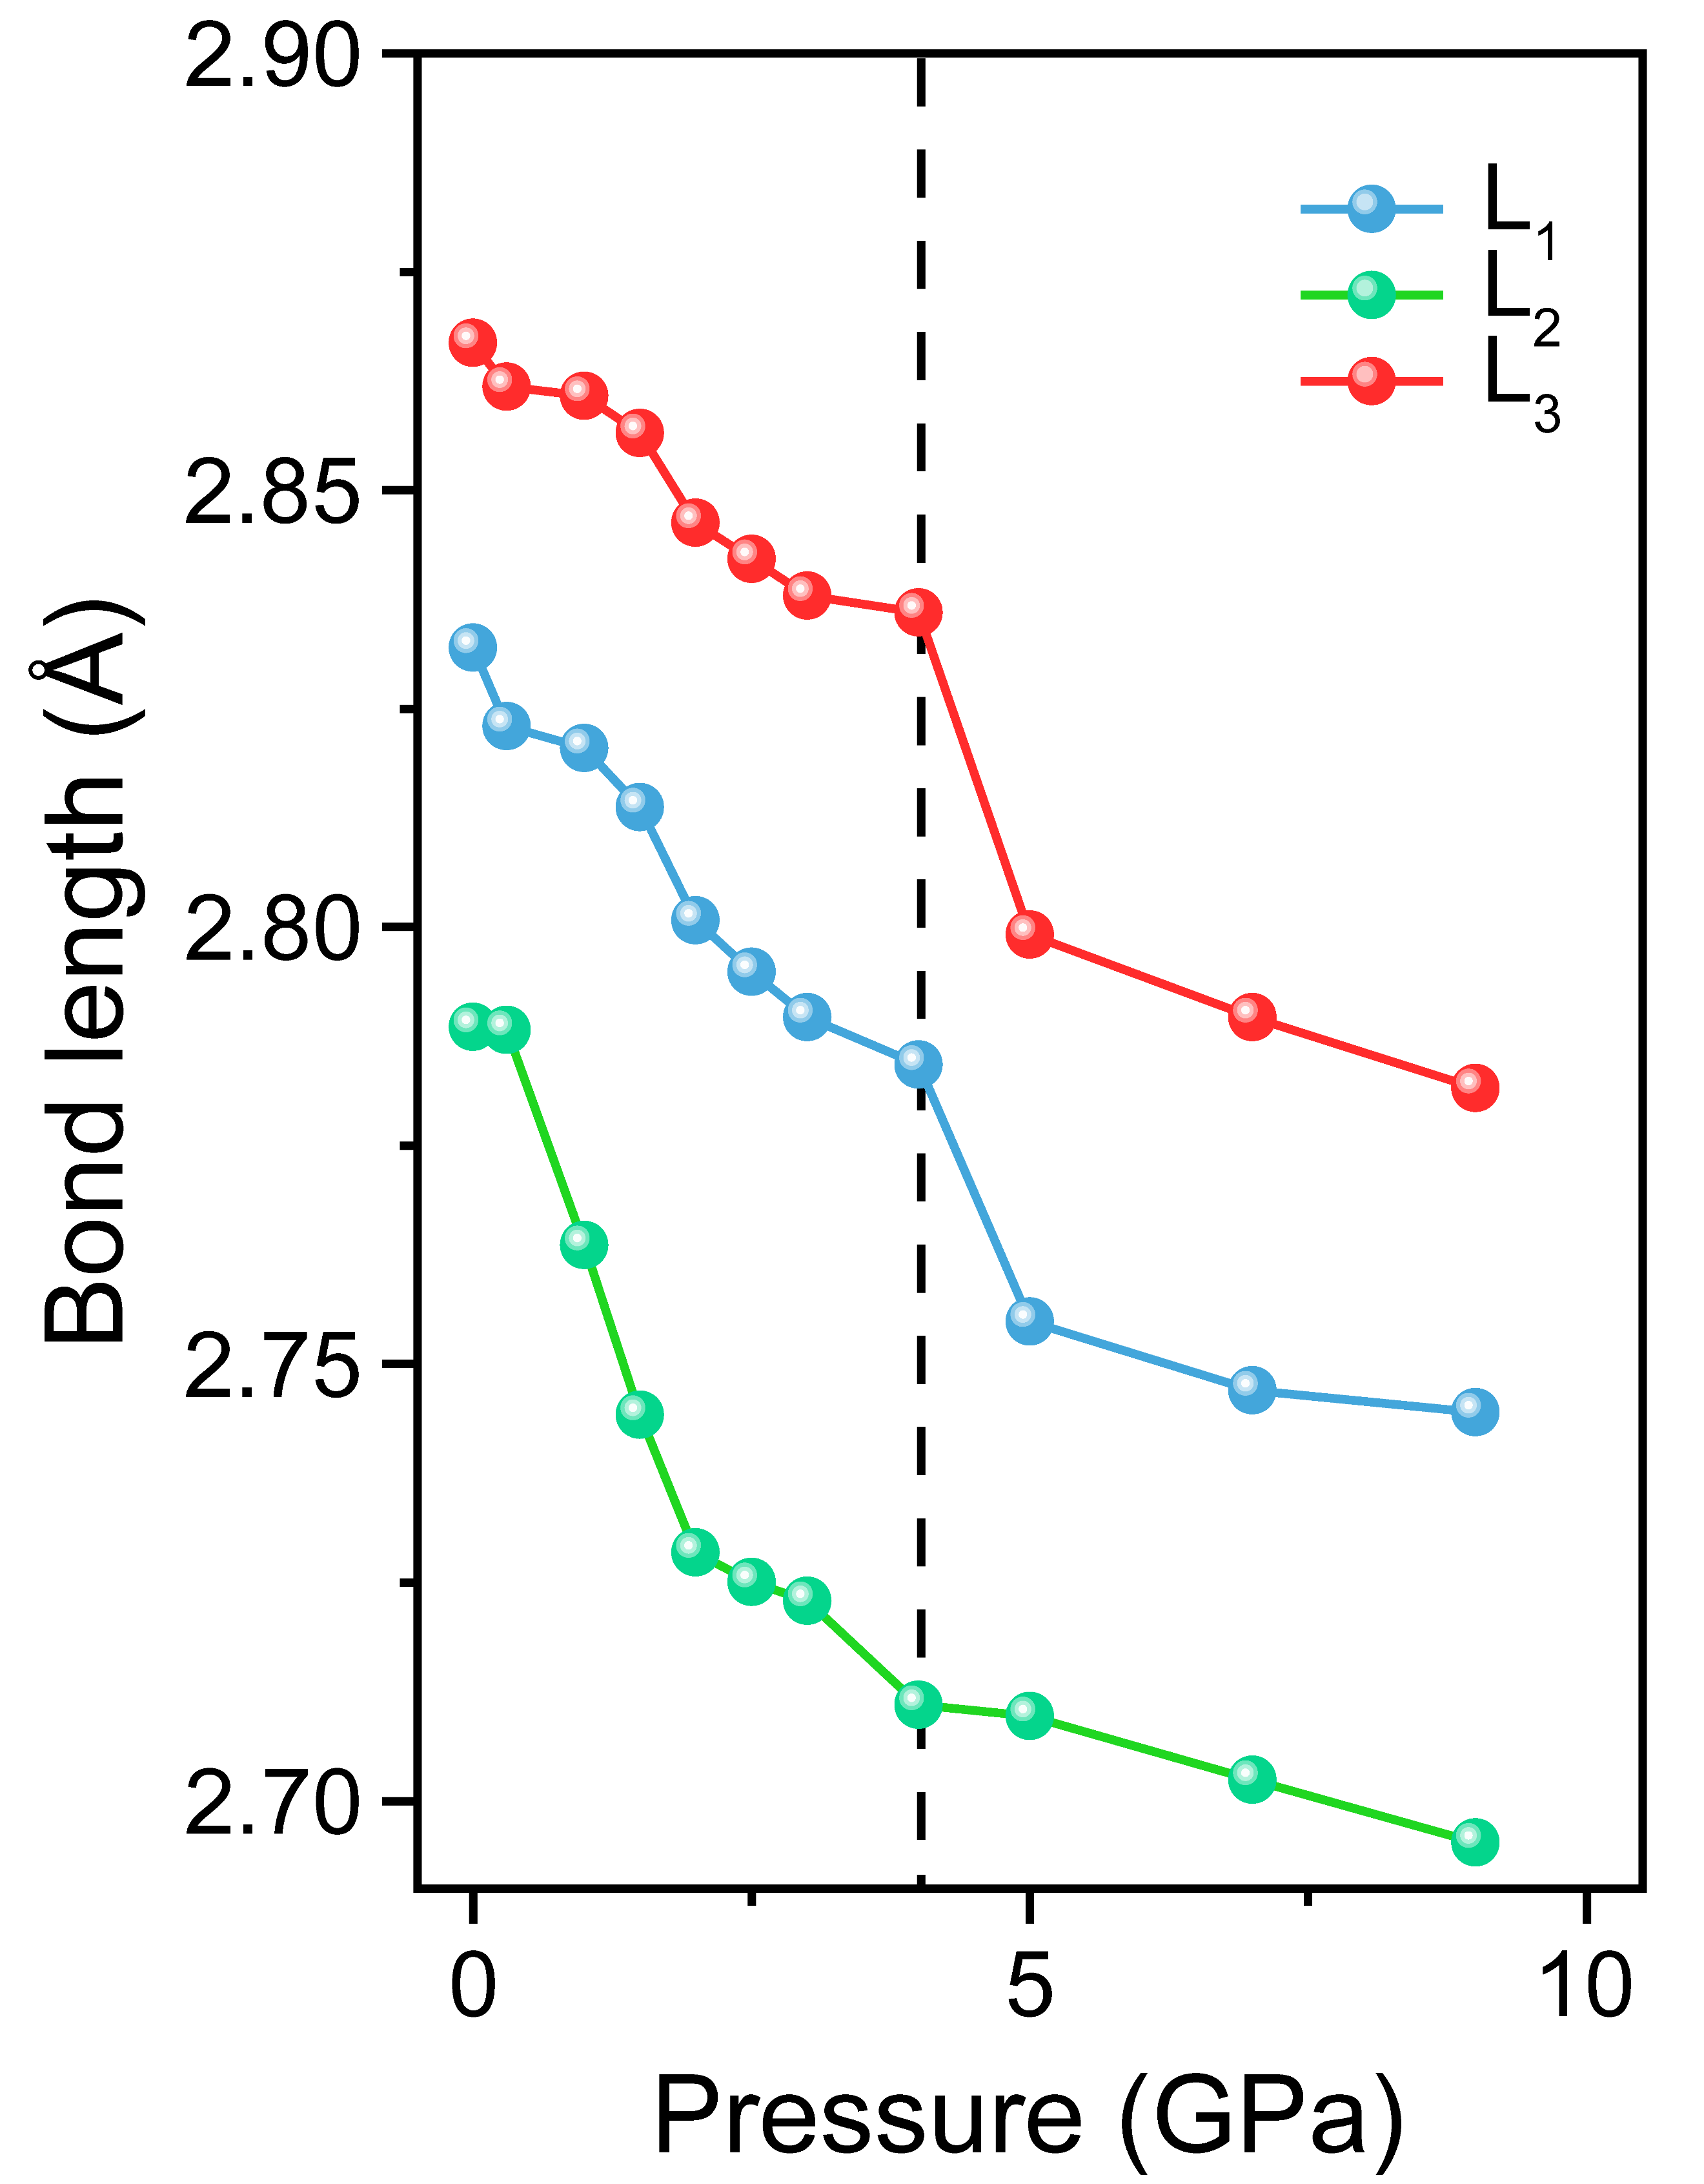 2.90
2.85
2.80
2.75
2.70
Bond length (Å)
L1
L2
L3
0 5 10
Pressure (GPa)